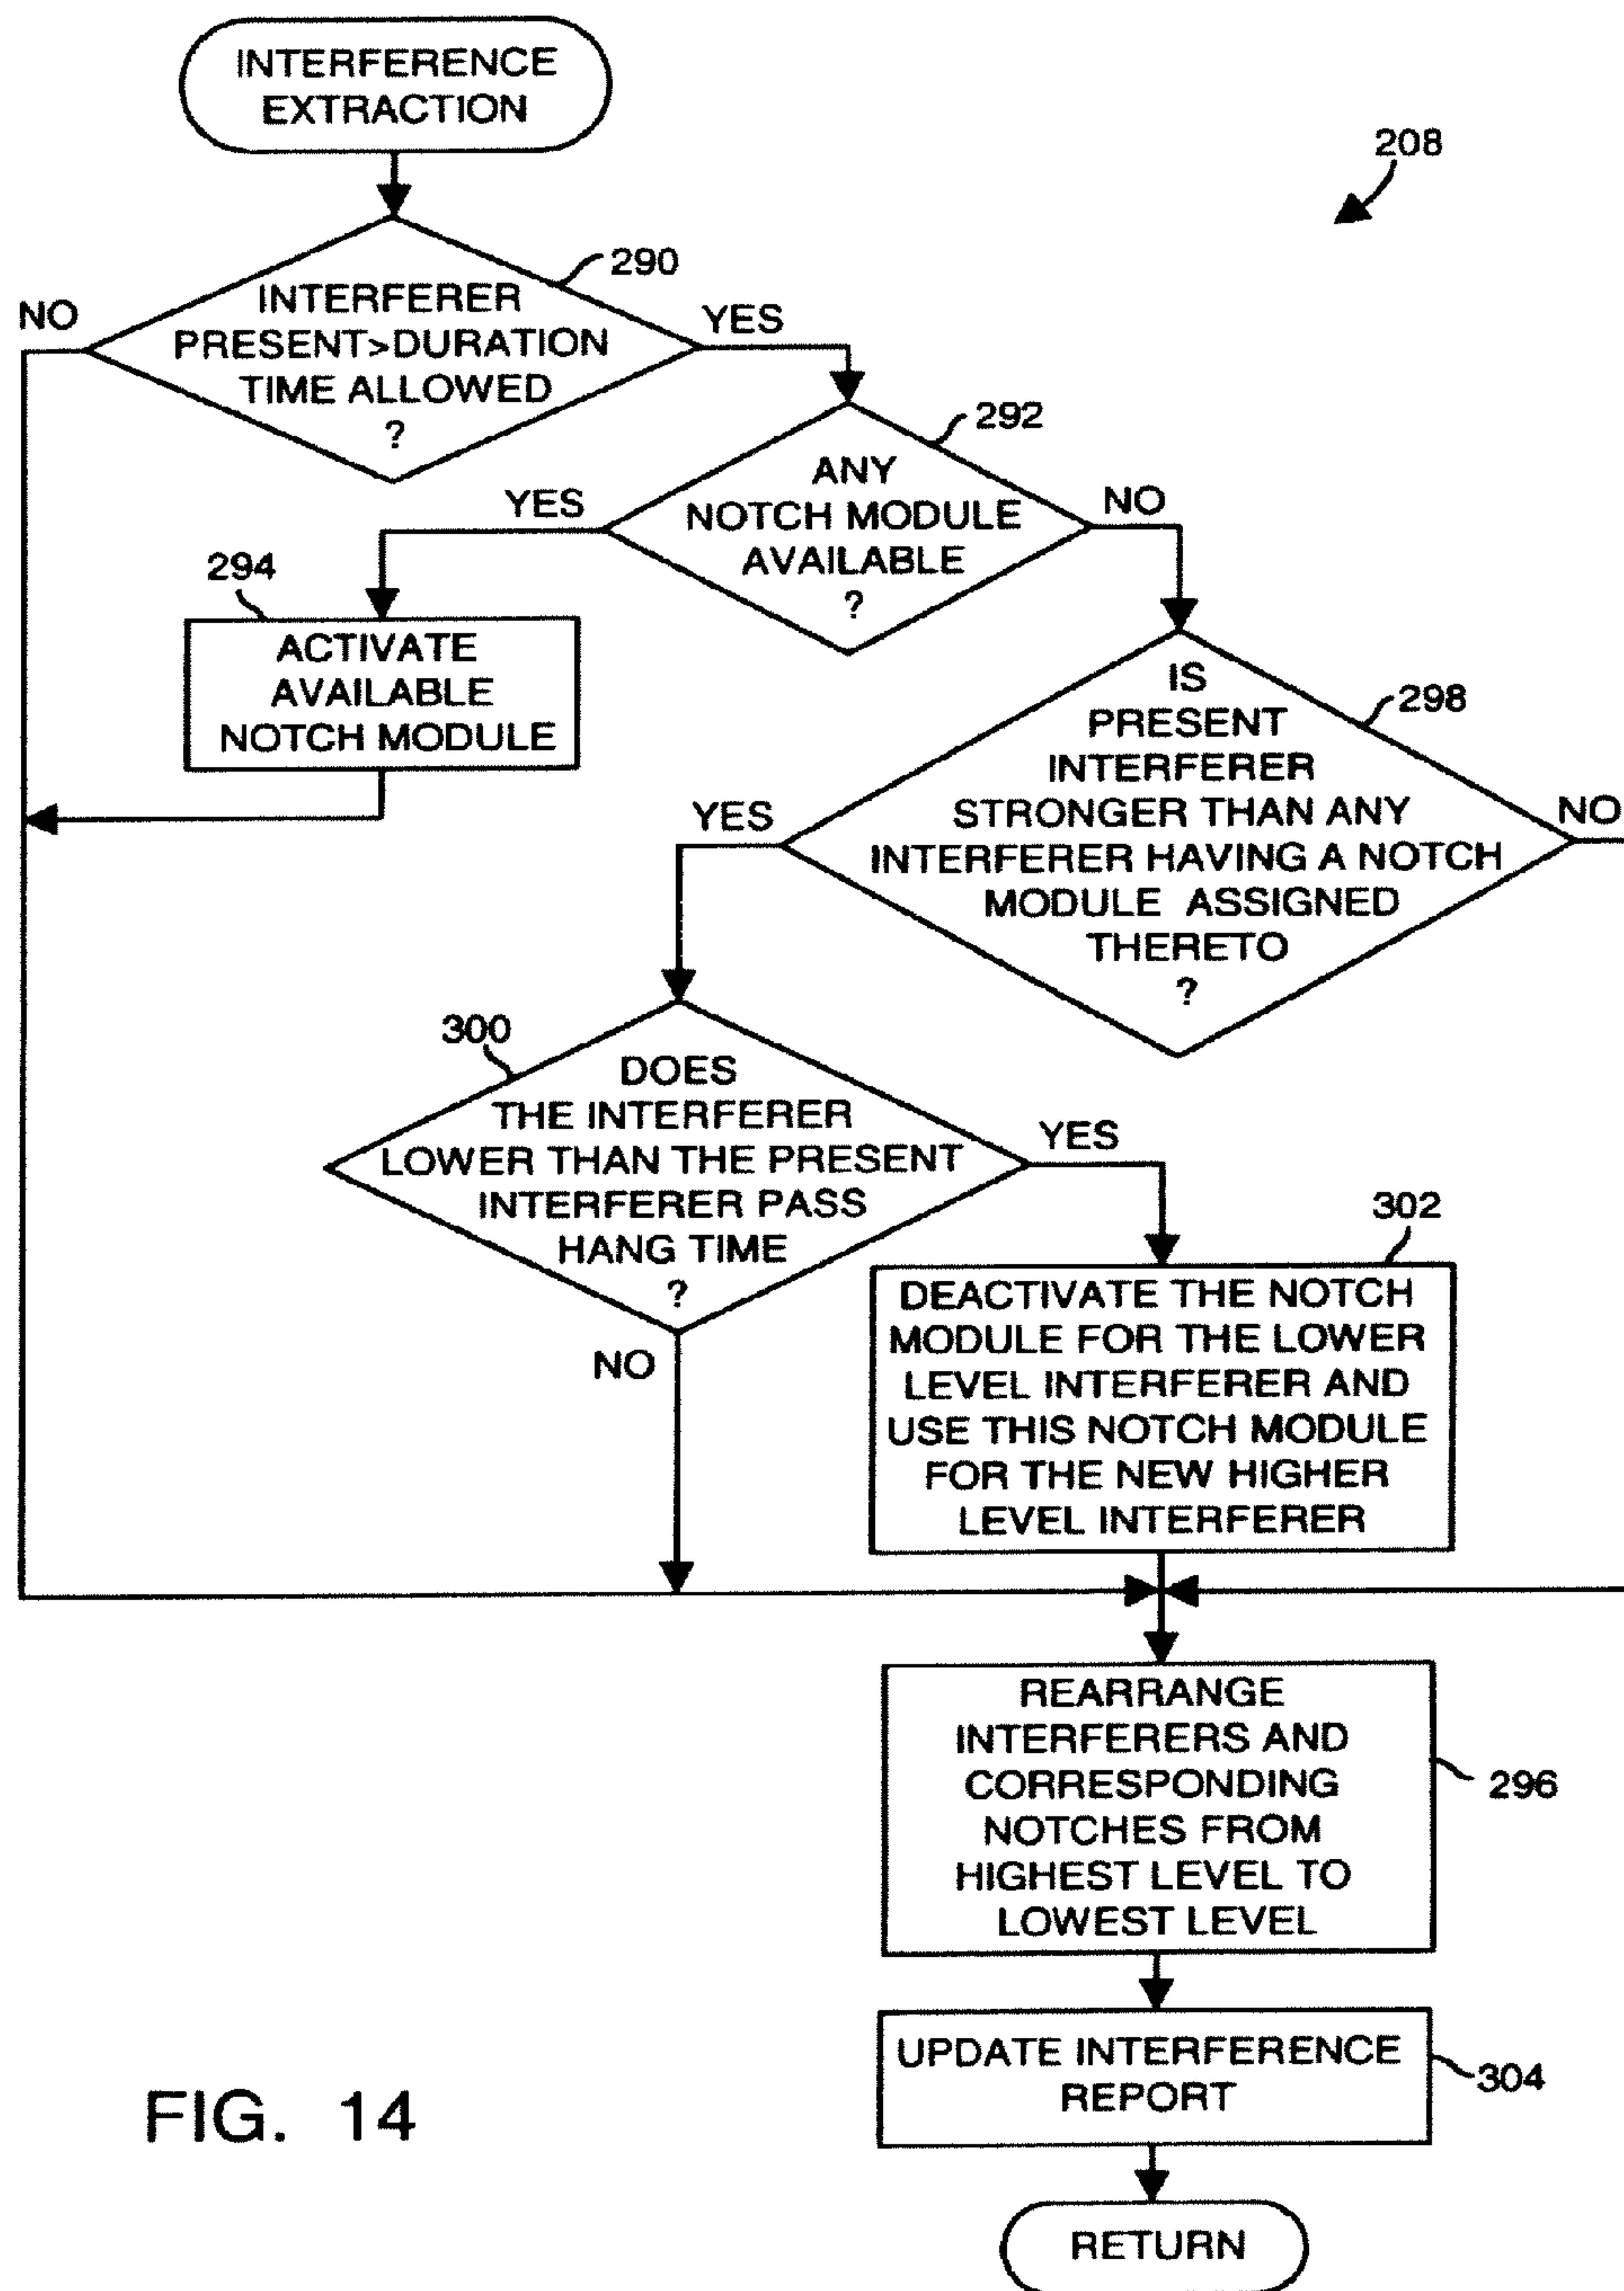 INTERFERENCE
EXTRACTION
208
290
NO
INTERFERER
PRESENT>DURATION
TIME ALLOWED
?
YES
292
ANY
NOTCH MODULE
AVAILABLE
?
YES
NO
294
ACTIVATE
AVAILABLE
NOTCH MODULE
298
IS
PRESENT
INTERFERER
STRONGER THAN ANY
INTERFERER HAVING A NOTCH
MODULE ASSIGNED
THERETO
?
YES
NO
300
DOES
THE INTERFERER
LOWER THAN THE PRESENT
INTERFERER PASS
HANG TIME
?
YES
NO
302
DEACTIVATE THE NOTCH
MODULE FOR THE LOWER
LEVEL INTERFERER AND
USE THIS NOTCH MODULE
FOR THE NEW HIGHER
LEVEL INTERFERER
REARRANGE
INTERFERERS AND
CORRESPONDING
NOTCHES FROM
HIGHEST LEVEL TO
LOWEST LEVEL
296
UPDATE INTERFERENCE
REPORT
304
RETURN
FIG. 14